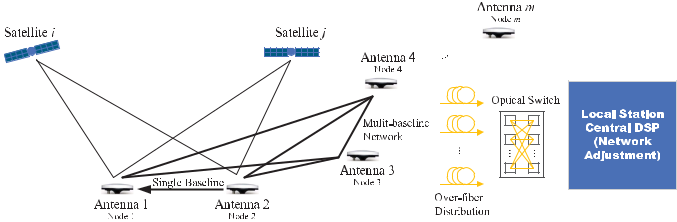 Antenna m
Node m
Satellite i
Satellite j
Antenna 4
Node 4
...
Optical Switch
Mulit-baseline
Network
Local Station
Central DSP
(Network
Adjustment)
Antenna 3
Node 3
Single Baseline
Antenna 1
Node 1
Antenna 2
Node 2
Over-fiber
Distribution